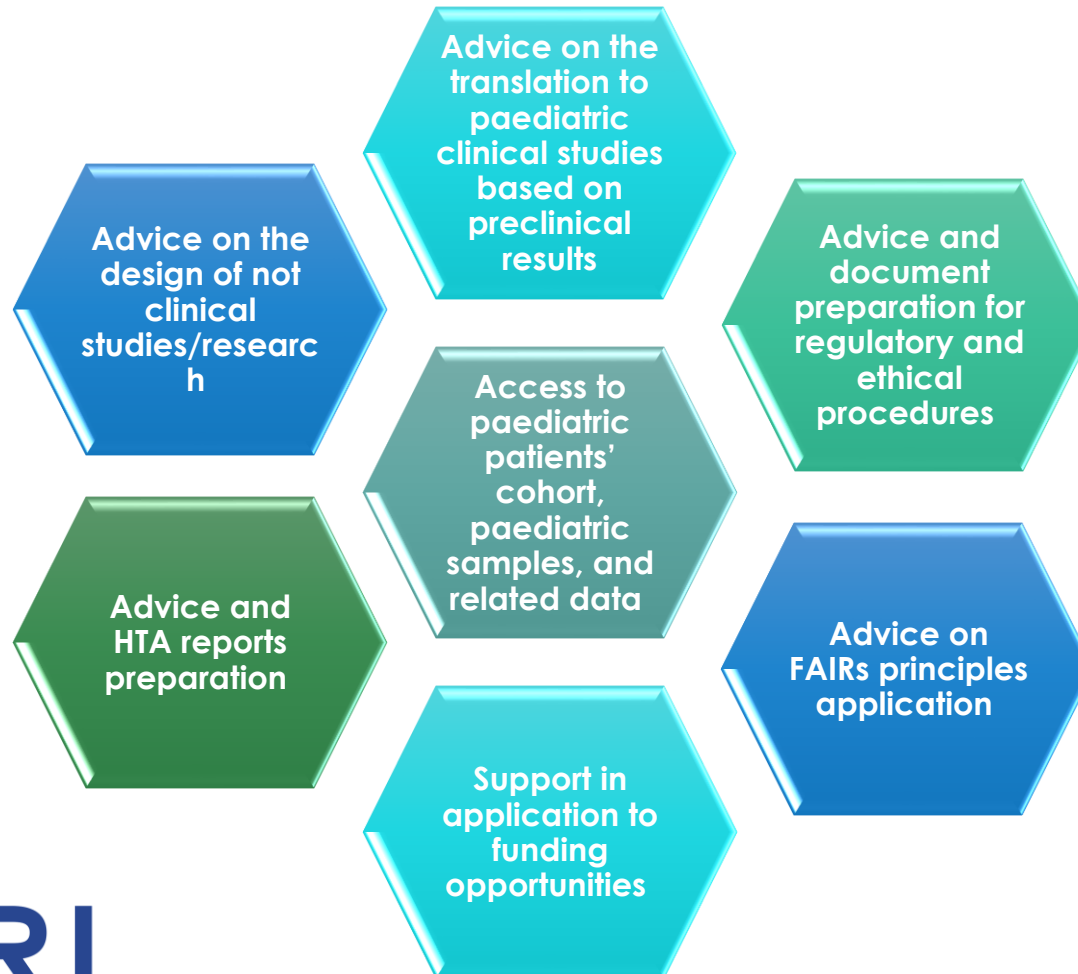 Advice on the
translation to
paediatric
clinical studies
based on
preclinical
results
Advice on the
design of not
clinical
studies/researc
h
Advice and
document
preparation for
regulatory and
ethical
procedures
Access to
paediatric
patients’
cohort,
paediatric
samples, and
related data
Advice and
HTA reports
preparation
Advice on
FAIRs principles
application
Support in
application to
funding
opportunities
RI